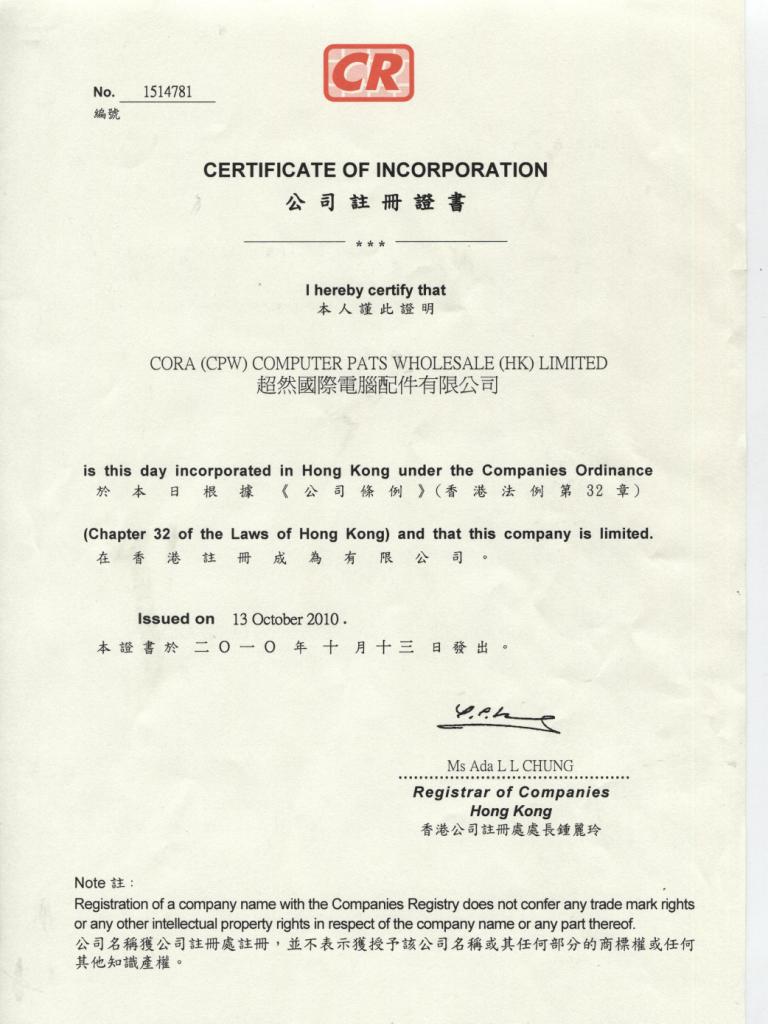 CR
No. 1514781
編號
CERTIFICATE OF INCORPORATION
公司註冊證書
***
I hereby certify that
本人謹此證明
CORA (CPW) COMPUTER PATS WHOLESALE (HK) LIMITED
超然國際電腦配件有限公司
is this day incorporated in Hong Kong under the Companies Ordinance
於本日根據《公司條例》(香港法例第32章)
(Chapter 32 of the Laws of Hong Kong) and that this company is limited.
在香港註冊成為有限公司。
Issued on 13 October 2010.
本證書於二O一O年十月十三日發出。
Ms Ada L L CHUNG
Registrar of Companies
Hong Kong
香港公司註冊處處長鍾麗玲
Note 註:
Registration of a company name with the Companies Registry does not confer any trade mark rights
or any other intellectual property rights in respect of the company name or any part thereof.
公司名稱獲公司註冊處註冊，並不表示獲授予該公司名稱或其任何部分的商標權或任何
其他知識產權。